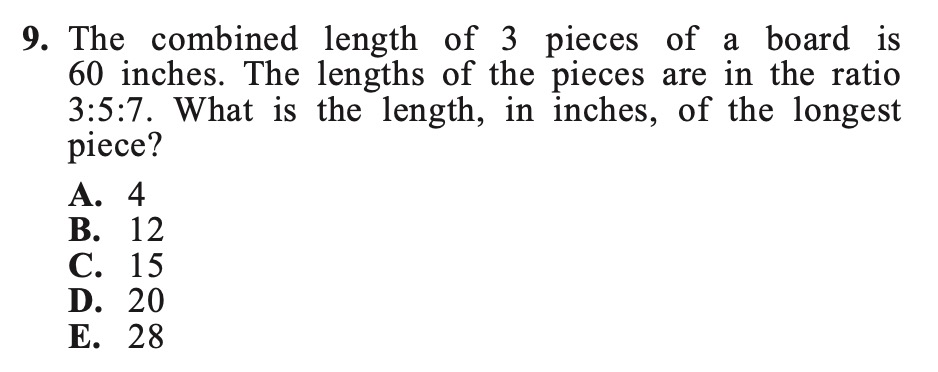 9. The combined length of 3 pieces of a board is
60 inches. The lengths of the pieces are in the ratio
3:5:7. What is the length, in inches, of the longest
piece?
A. 4
B. 12
C. 15
D. 20
E. 28